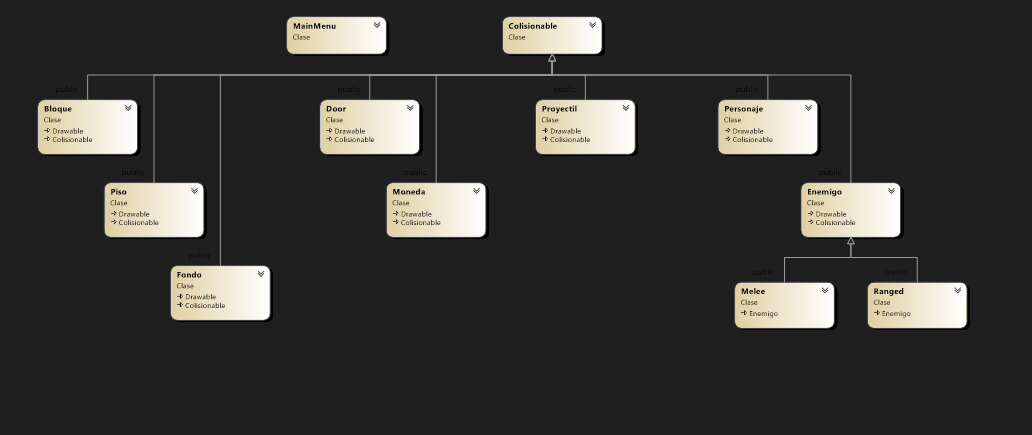 MainMenu
Clase
Colisionable
Clase
public
public
public
public
Bloque
Clase
Drawable
Colisionable
Door
Clase
Drawable
Colisionable
Proyectil
Clase
Drawable
Colisionable
Personaje
Clase
Drawable
Colisionable
public
public
public
Piso
Clase
Drawable
Colisionable
Moneda
Clase
Drawable
Colisionable
Enemigo
Clase
Drawable
Colisionable
public
Fondo
Clase
Drawable
Colisionable
public
public
Melee
Clase
Enemigo
Ranged
Clase
Enemigo